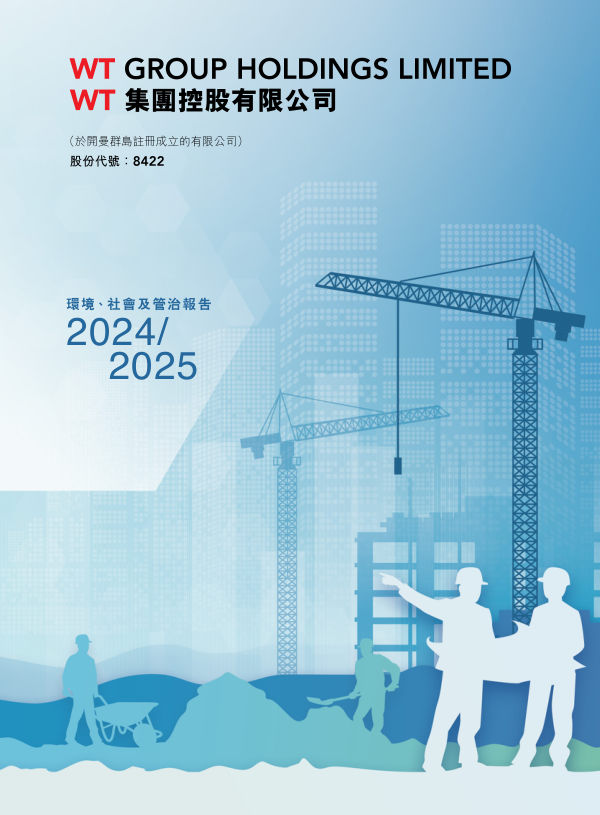 WT GROUP HOLDINGS LIMITED
WT 集團控股有限公司
（於開曼群島註冊成立的有限公司）
股份代號：8422
環境、社會及管治報告
2024/
2025